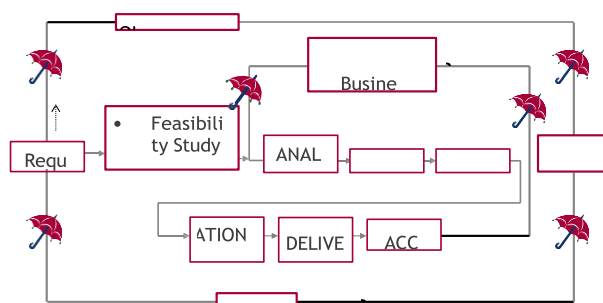 Busine
• Feasibili
ty Study
Requ
ANAL
ATION
DELIVE
ACC